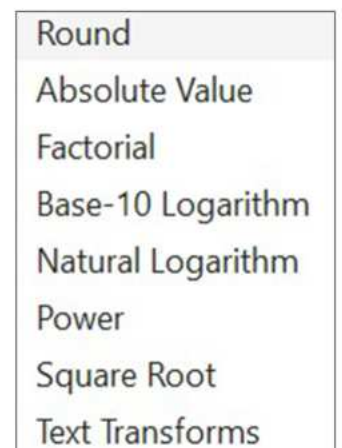 Round
Absolute Value
Factorial
Base-10 Logarithm
Natural Logarithm
Power
Square Root
Text Transforms